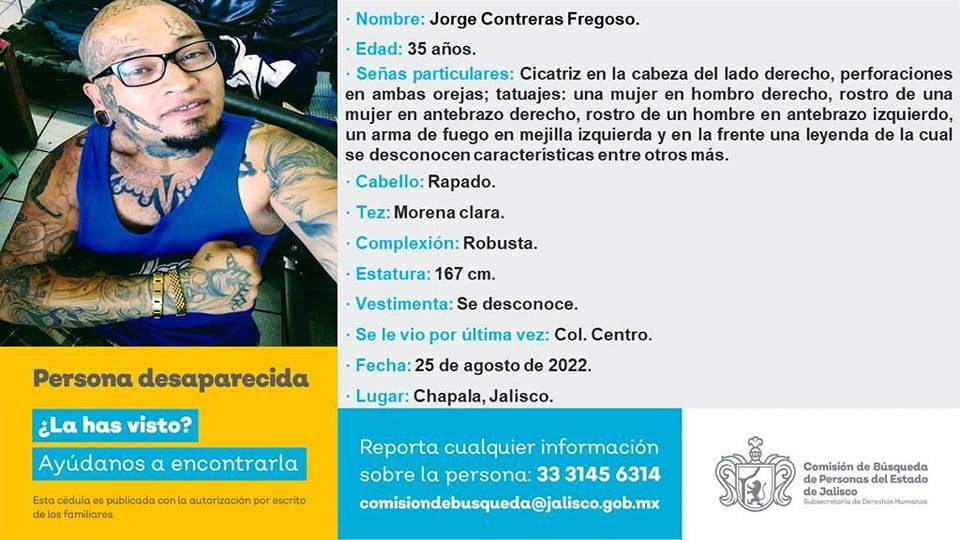 · Nombre: Jorge Contreras Fregoso.
· Edad: 35 años.
· Señas particulares: Cicatriz en la cabeza del lado derecho, perforaciones
en ambas orejas; tatuajes: una mujer en hombro derecho, rostro de una
mujer en antebrazo derecho, rostro de un hombre en antebrazo izquierdo,
un arma de fuego en mejilla izquierda y en la frente una leyenda de la cual
se desconocen características entre otros más.
· Cabello: Rapado.
· Tez: Morena clara.
· Complexión: Robusta.
· Estatura: 167 cm.
· Vestimenta: Se desconoce.
· Se le vio por última vez: Col. Centro.
· Fecha: 25 de agosto de 2022.
· Lugar: Chapala, Jalisco.
Persona desaparecida
¿La has visto?
Ayúdanos a encontrarla
Esta cédula es publicada con la autorización por escrito
de los familiares.
Reporta cualquier información
sobre la persona: 33 3145 6314
comisiondebusqueda@jalisco.gob.mx
Comisión de Búsqueda
de Personas del Estado
de Jalisco
Subsecretaría de Derechos Humanos